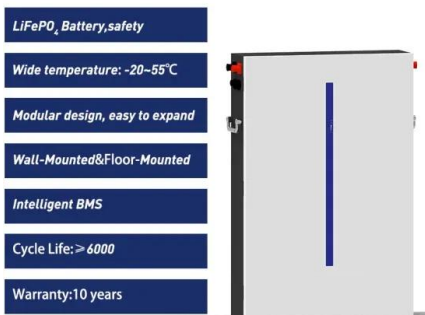 LiFePO₄ Battery,safety
Wide temperature: -20~55℃
Modular design, easy to expand
Wall-Mounted&Floor-Mounted
Intelligent BMS
Cycle Life:≥6000
Warranty:10 years